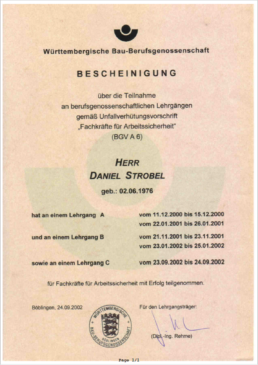 Württembergische Bau-Berufsgenossenschaft
BESCHEINIGUNG
über die Teilnahme
an berufsgenossenschaftlichen Lehrgängen
gemäß Unfallverhütungsvorschrift
„Fachkräfte für Arbeitssicherheit"
(BGV A 6)
HERR
DANIEL STROBEL
geb.: 02.06.1976
hat an einem Lehrgang A vom 11.12.2000 bis 15.12.2000
vom 22.01.2001 bis 26.01.2001
und an einem Lehrgang B vom 21.11.2001 bis 23.11.2001
vom 23.01.2002 bis 25.01.2002
sowie an einem Lehrgang C vom 23.09.2002 bis 24.09.2002
für Fachkräfte für Arbeitssicherheit mit Erfolg teilgenommen.
Böblingen, 24.09.2002 Für den Lehrgangsträger:
(Dipl.-Ing. Rehme)
Page 1/1